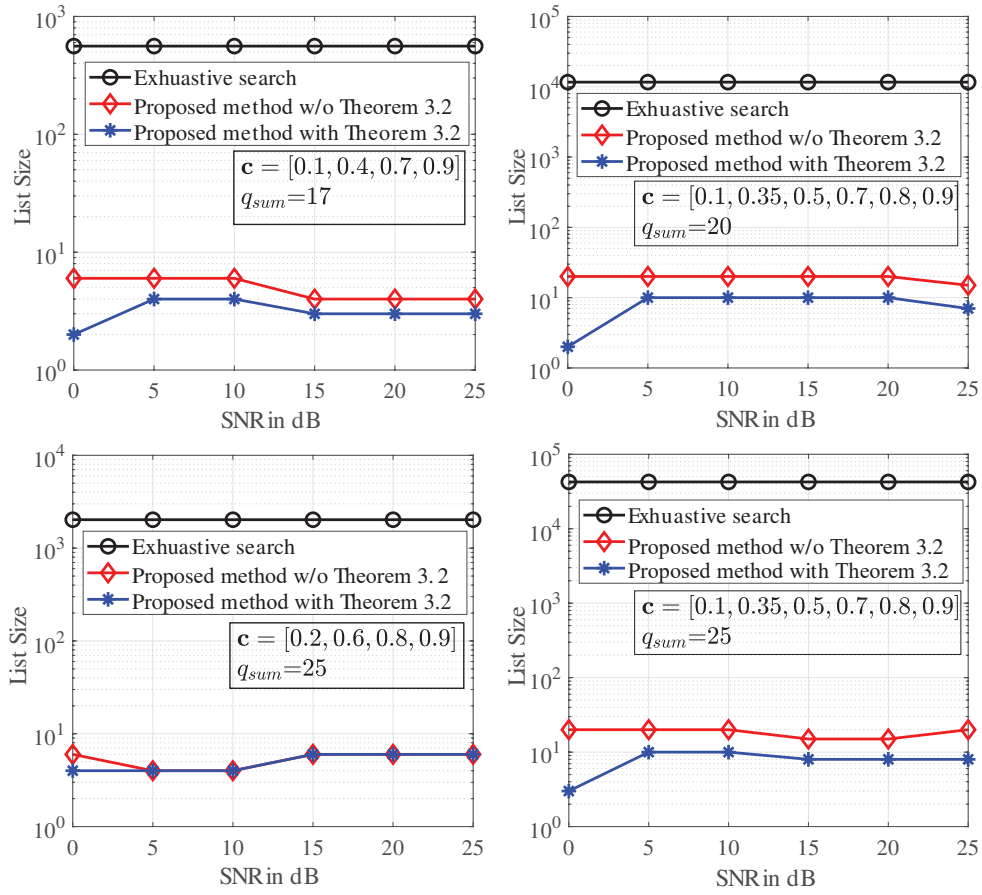 10^3
10^2
10^1
10^0
List Size
Exhuastive search
Proposed method w/o Theorem 3.2
Proposed method with Theorem 3.2
c = [0.1, 0.4, 0.7, 0.9]
q_{sum}=17
0 5 10 15 20 25
SNR in dB
10^5
10^4
10^3
10^2
10^1
10^0
List Size
Exhuastive search
Proposed method w/o Theorem 3.2
Proposed method with Theorem 3.2
c = [0.1, 0.35, 0.5, 0.7, 0.8, 0.9]
q_{sum}=20
0 5 10 15 20 25
SNR in dB
10^4
10^3
10^2
10^1
10^0
List Size
Exhuastive search
Proposed method w/o Theorem 3.2
Proposed method with Theorem 3.2
c = [0.2, 0.6, 0.8, 0.9]
q_{sum}=25
0 5 10 15 20 25
SNR in dB
10^5
10^4
10^3
10^2
10^1
10^0
List Size
Exhuastive search
Proposed method w/o Theorem 3.2
Proposed method with Theorem 3.2
c = [0.1, 0.35, 0.5, 0.7, 0.8, 0.9]
q_{sum}=25
0 5 10 15 20 25
SNR in dB